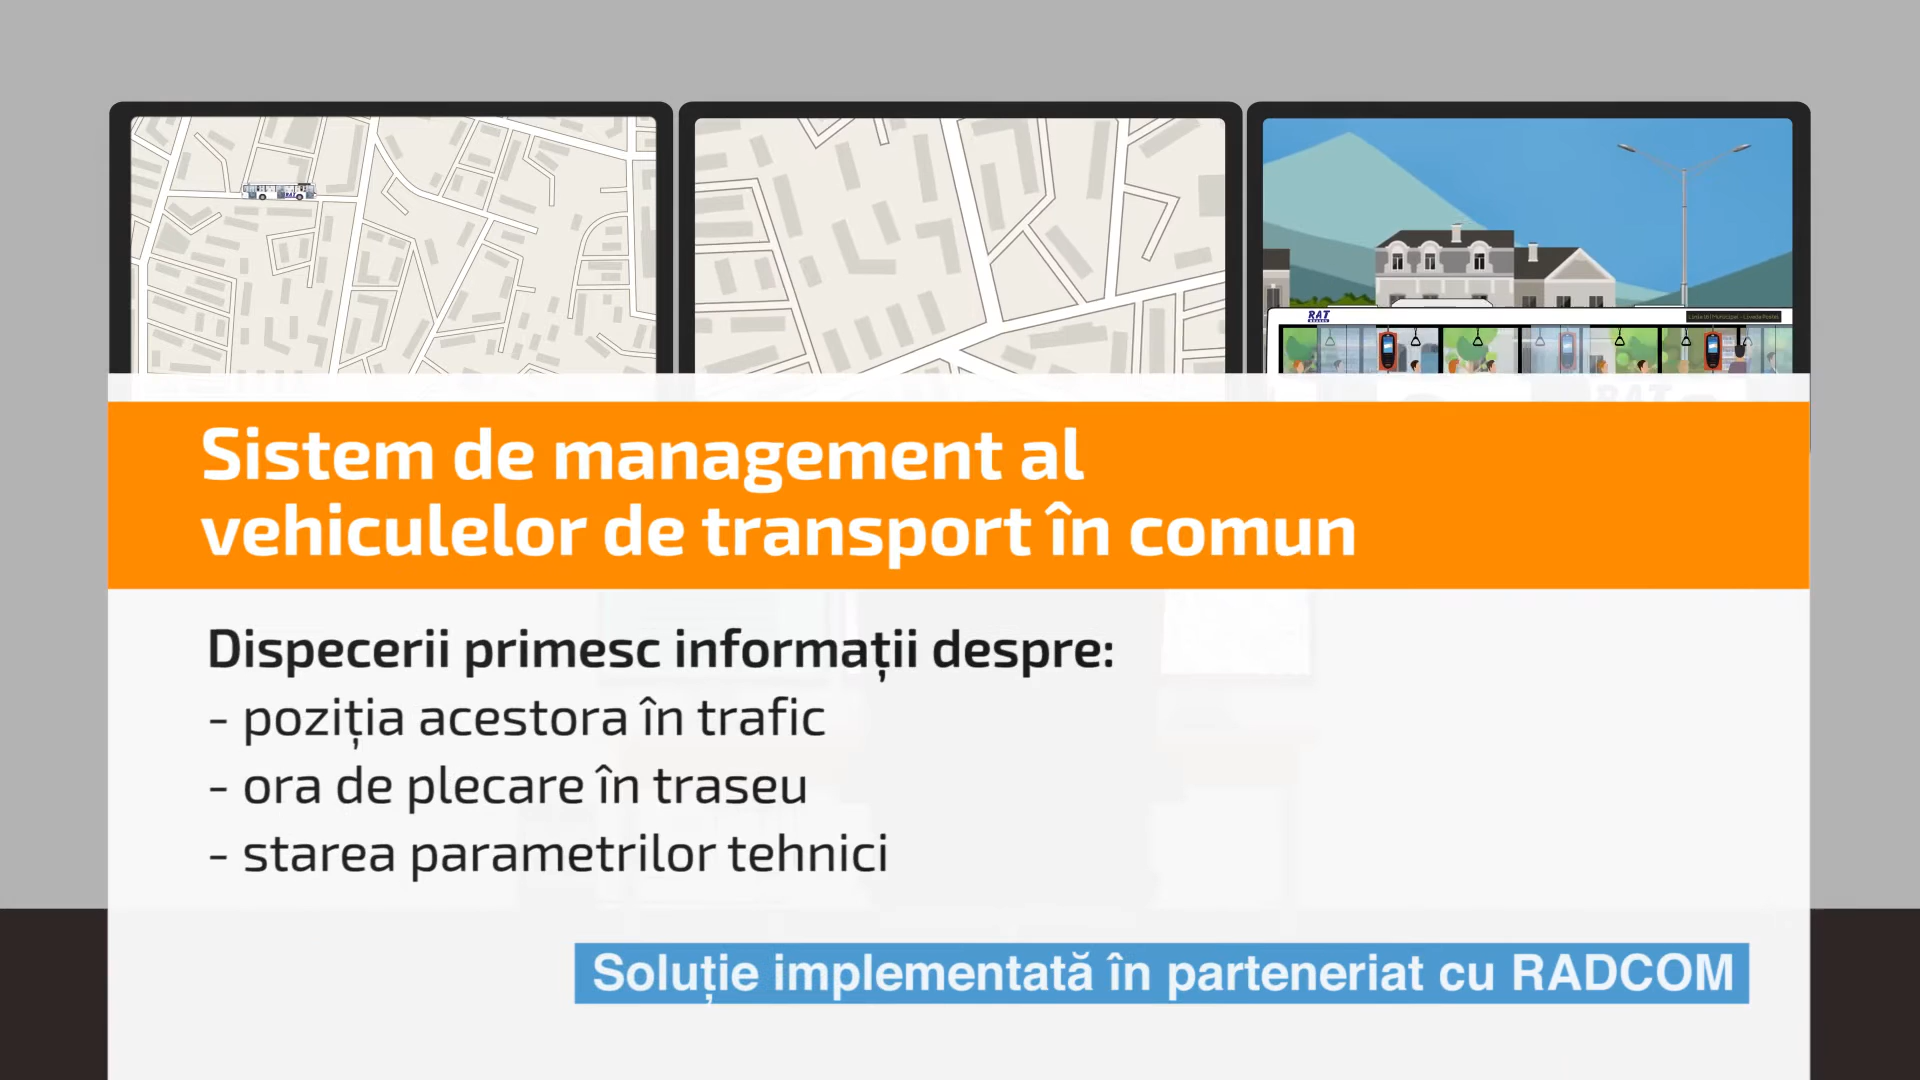 RAT
Sistem de management al
vehiculelor de transport în comun
Dispecerii primesc informații despre:
- poziția acestora în trafic
- ora de plecare în traseu
- starea parametrilor tehnici
Soluție implementată în parteneriat cu RADCOM